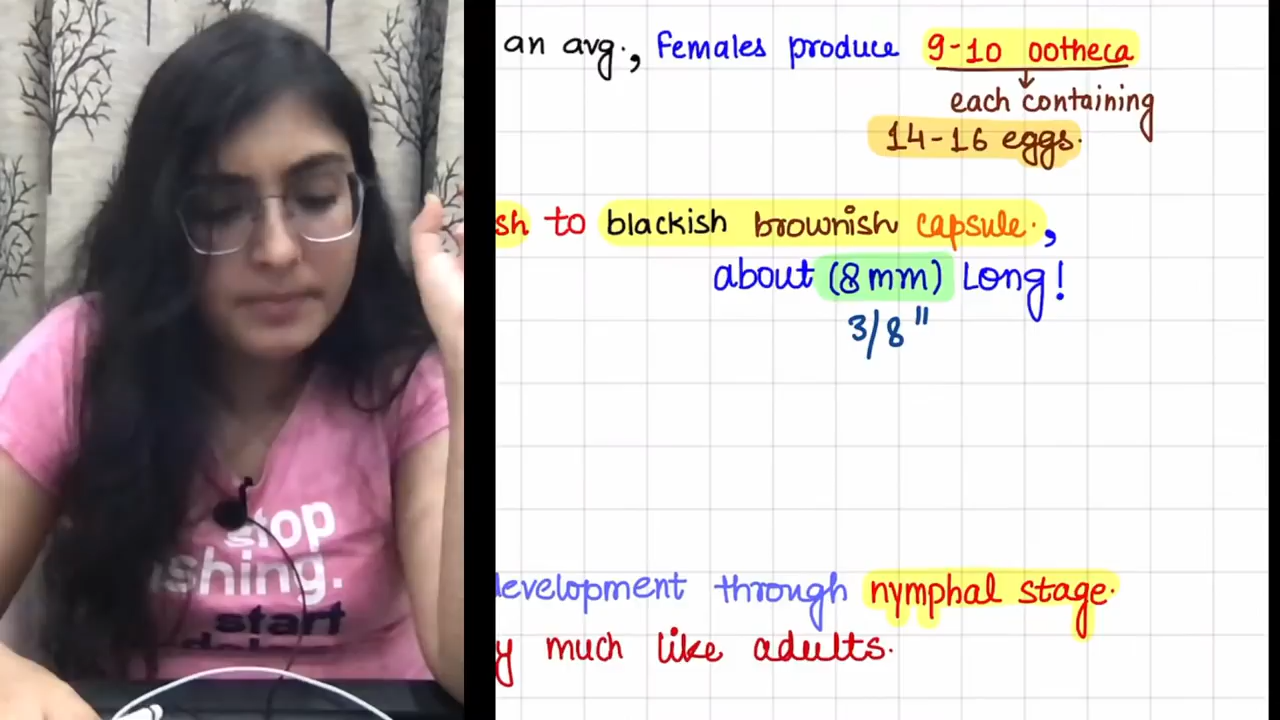 an avg., Females produce 9-10 ootheca
each containing
14-16 eggs.
sh to blackish brownish capsule.,
about (8 mm) Long!
3/8"
development through nymphal stage.
y much like adults.
stop
shing.
start